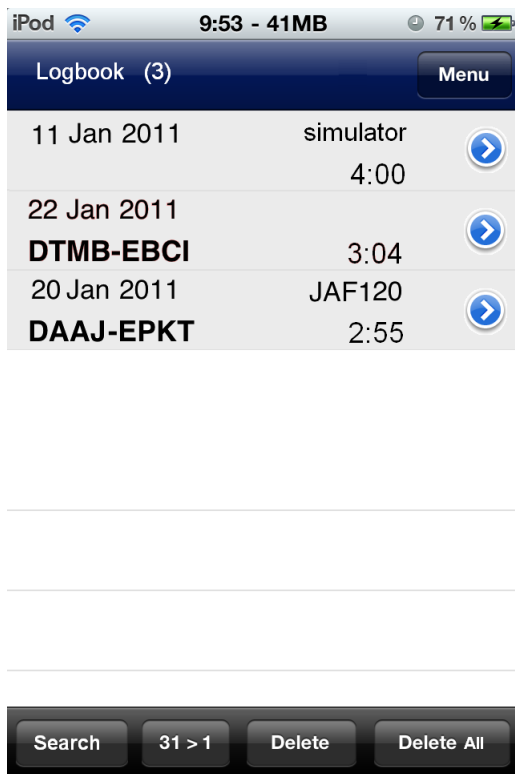 iPod 9:53 - 41MB 71%
Logbook (3) Menu
11 Jan 2011 simulator
4:00
22 Jan 2011
DTMB-EBCI 3:04
20 Jan 2011 JAF120
DAAJ-EPKT 2:55
Search 31 > 1 Delete Delete All